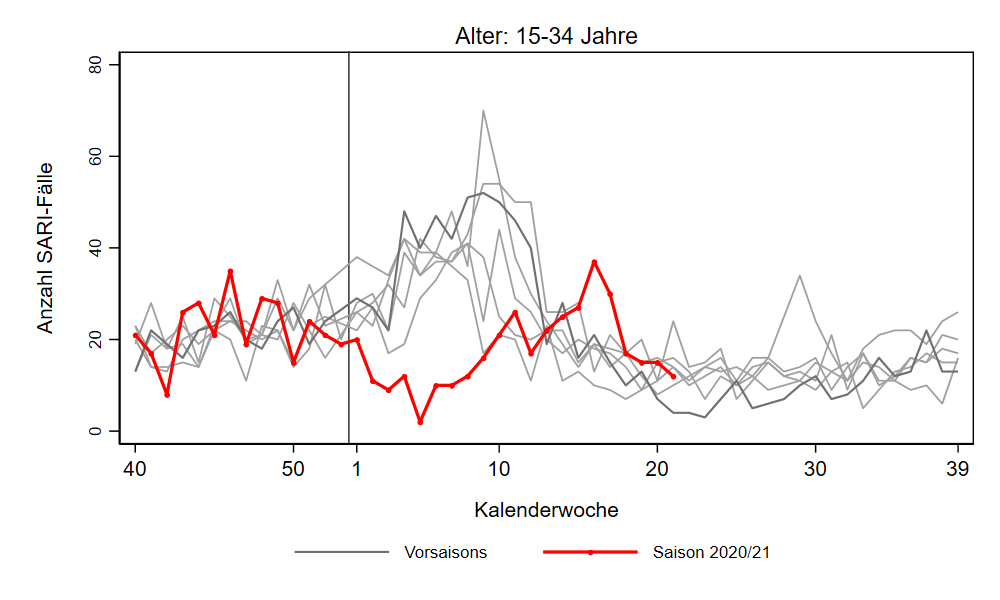 Alter: 15-34 Jahre
Anzahl SARI-Fälle
80
60
40
20
0
40 50 1 10 20 30 39
Kalenderwoche
Vorsaisons Saison 2020/21